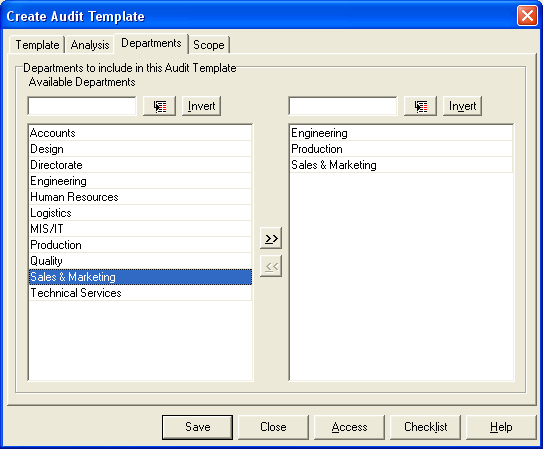 Create Audit Template
Template Analysis Departments Scope
Departments to include in this Audit Template
Available Departments
Invert Invert
Accounts
Design
Directorate
Engineering
Human Resources
Logistics
MIS/IT
Production
Quality
Sales & Marketing
Technical Services
>>
<<
Engineering
Production
Sales & Marketing
Save Close Access Checklist Help